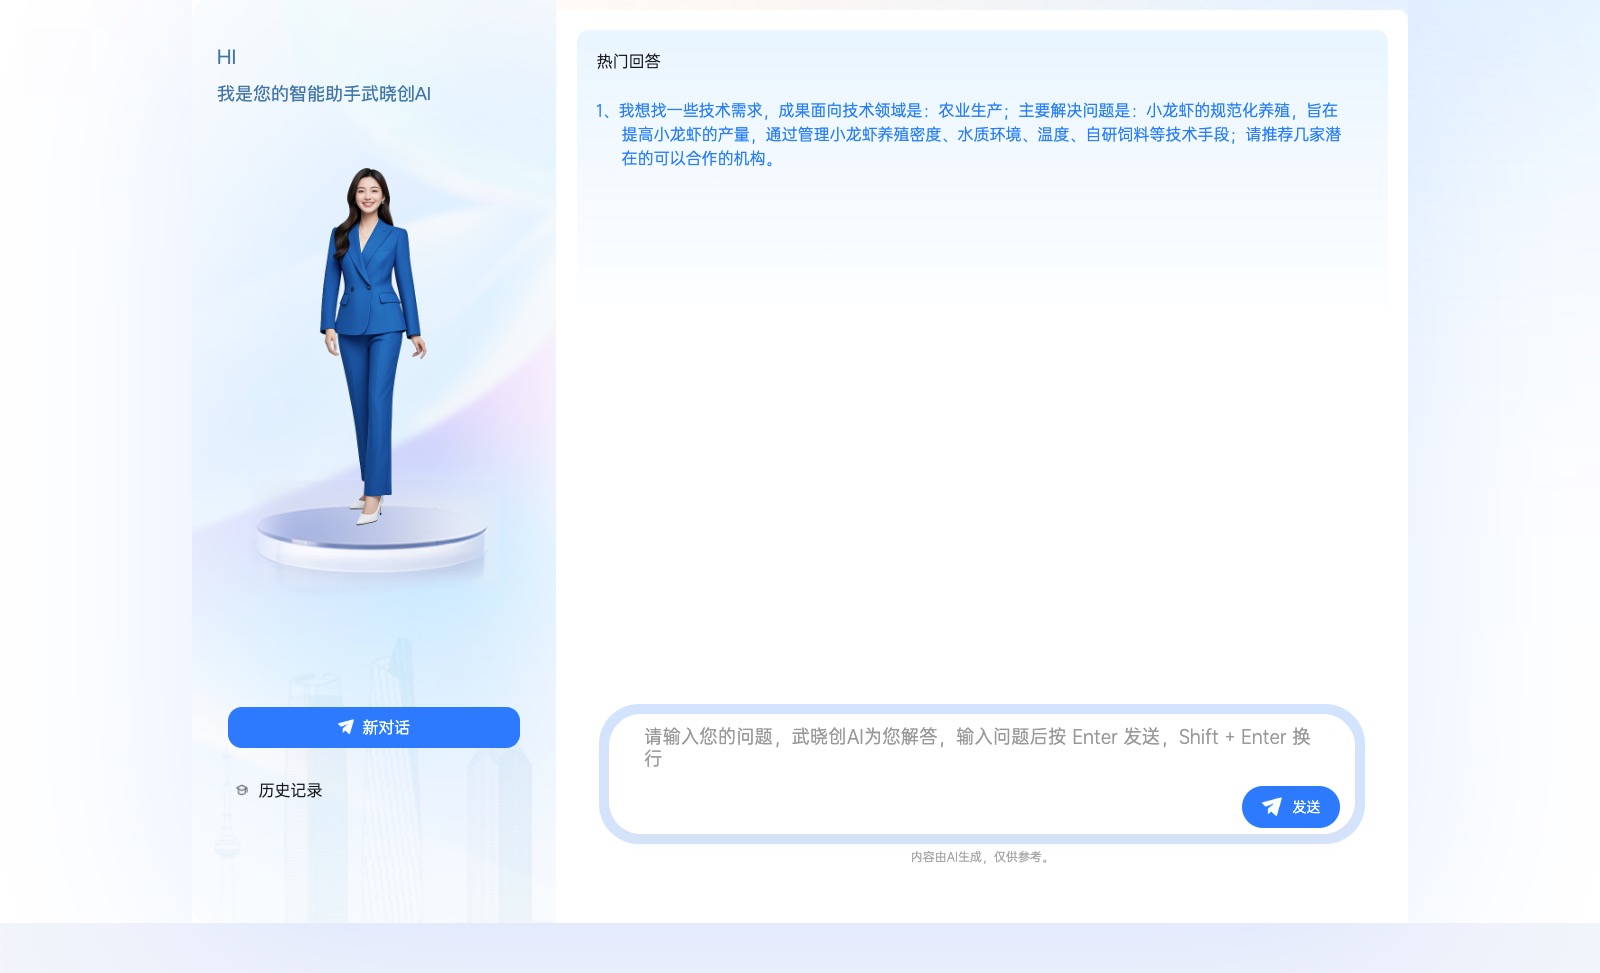 HI
我是您的智能助手武晓创AI
新对话
历史记录
热门回答
1、我想找一些技术需求，成果面向技术领域是：农业生产；主要解决问题是：小龙虾的规范化养殖，旨在
提高小龙虾的产量，通过管理小龙虾养殖密度、水质环境、温度、自研饲料等技术手段；请推荐几家潜
在的可以合作的机构。
请输入您的问题，武晓创AI为您解答，输入问题后按 Enter 发送，Shift + Enter 换
行
发送
内容由AI生成，仅供参考。